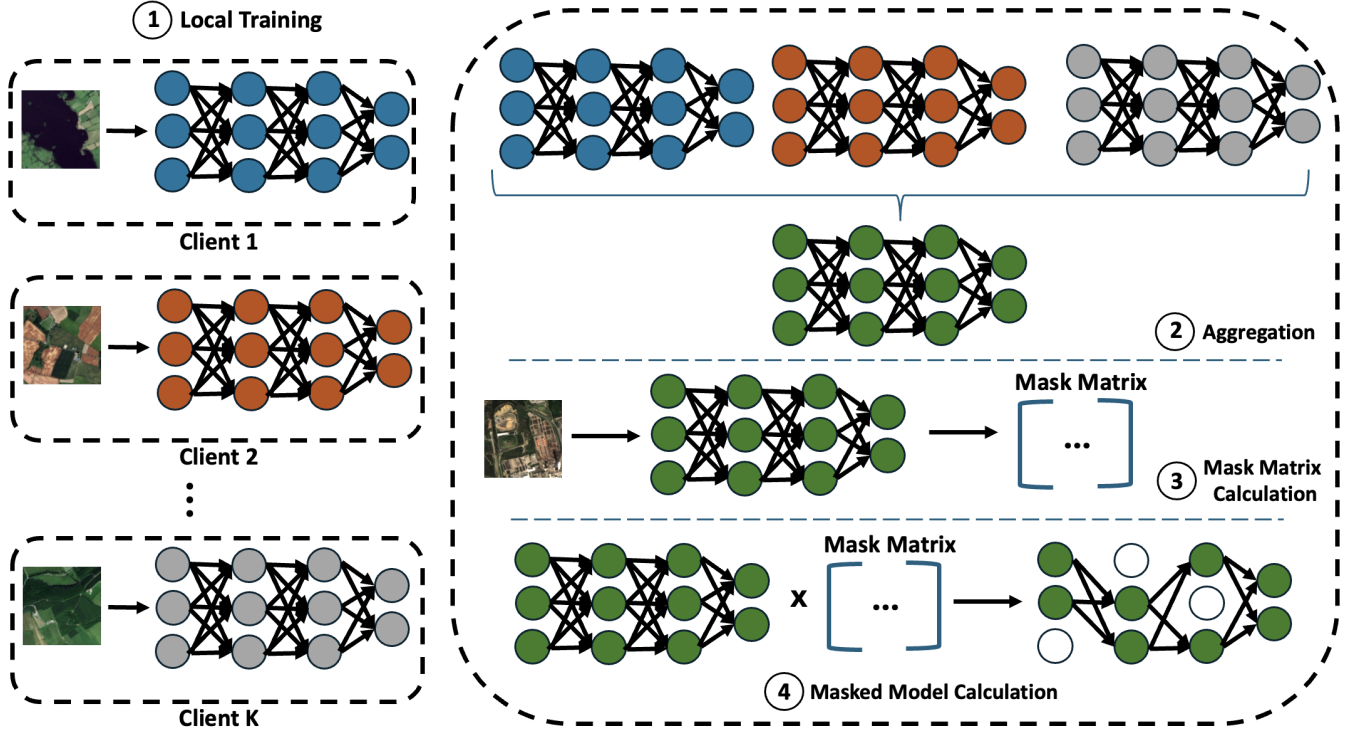 1 Local Training
Client 1
Client 2
Client K
2 Aggregation
Mask Matrix
...
3 Mask Matrix
Calculation
Mask Matrix
x
...
4 Masked Model Calculation